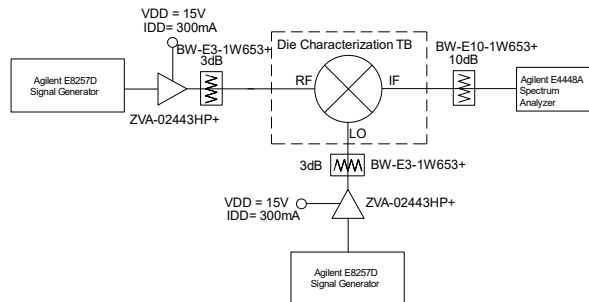 VDD = 15V
IDD= 300mA
BW-E3-1W653+
3dB
Agilent E8257D
Signal Generator
ZVA-02443HP+
Die Characterization TB
RF
IF
LO
BW-E10-1W653+
10dB
Agilent E4448A
Spectrum
Analyzer
3dB
BW-E3-1W653+
VDD = 15V
IDD= 300mA
ZVA-02443HP+
Agilent E8257D
Signal Generator